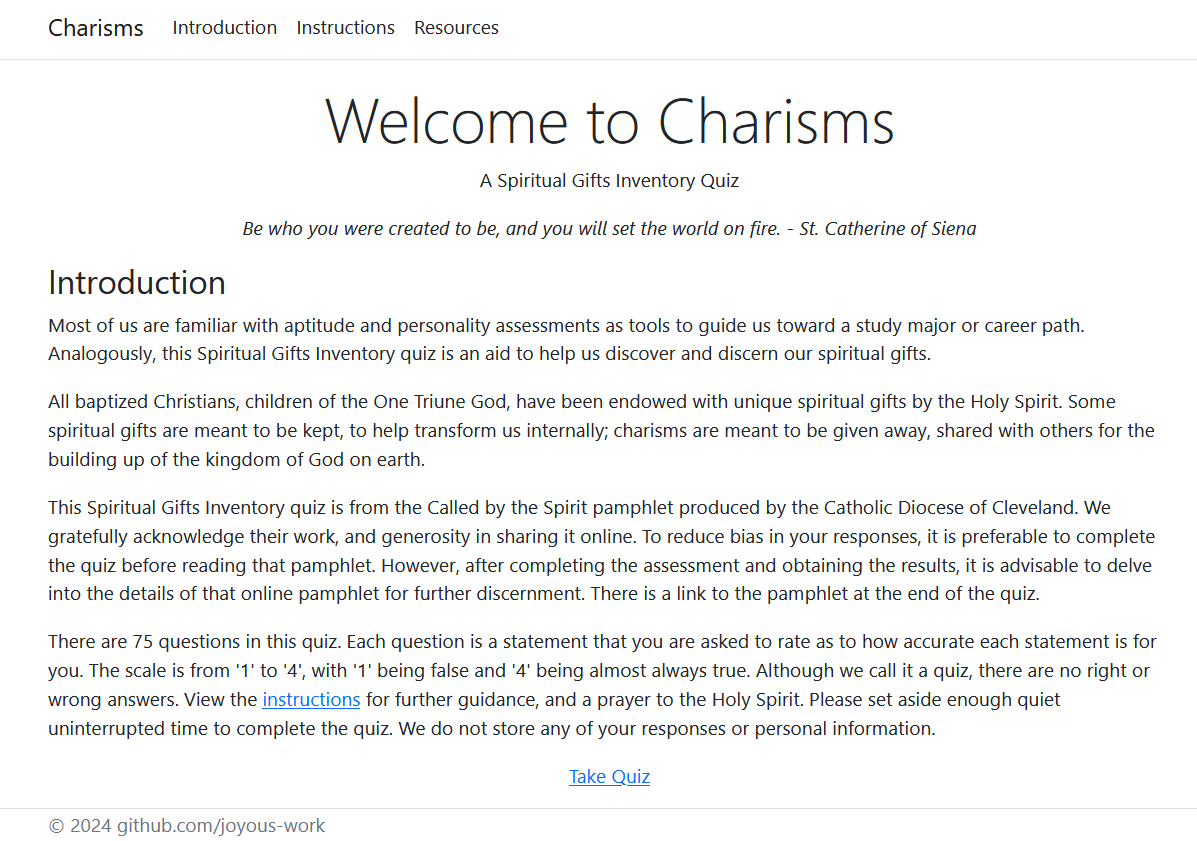 Charisms Introduction Instructions Resources
Welcome to Charisms
A Spiritual Gifts Inventory Quiz
Be who you were created to be, and you will set the world on fire. - St. Catherine of Siena
Introduction
Most of us are familiar with aptitude and personality assessments as tools to guide us toward a study major or career path.
Analogously, this Spiritual Gifts Inventory quiz is an aid to help us discover and discern our spiritual gifts.
All baptized Christians, children of the One Triune God, have been endowed with unique spiritual gifts by the Holy Spirit. Some
spiritual gifts are meant to be kept, to help transform us internally; charisms are meant to be given away, shared with others for the
building up of the kingdom of God on earth.
This Spiritual Gifts Inventory quiz is from the Called by the Spirit pamphlet produced by the Catholic Diocese of Cleveland. We
gratefully acknowledge their work, and generosity in sharing it online. To reduce bias in your responses, it is preferable to complete
the quiz before reading that pamphlet. However, after completing the assessment and obtaining the results, it is advisable to delve
into the details of that online pamphlet for further discernment. There is a link to the pamphlet at the end of the quiz.
There are 75 questions in this quiz. Each question is a statement that you are asked to rate as to how accurate each statement is for
you. The scale is from '1' to '4', with '1' being false and '4' being almost always true. Although we call it a quiz, there are no right or
wrong answers. View the instructions for further guidance, and a prayer to the Holy Spirit. Please set aside enough quiet
uninterrupted time to complete the quiz. We do not store any of your responses or personal information.
Take Quiz
© 2024 github.com/joyous-work